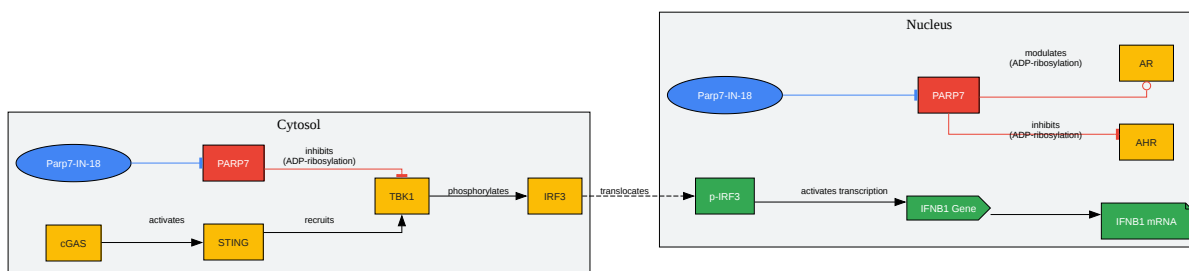 Cytosol
Parp7-IN-18
PARP7
inhibits
(ADP-ribosylation)
TBK1
phosphorylates
IRF3
translocates
cGAS
activates
STING
recruits
Nucleus
Parp7-IN-18
PARP7
modulates
(ADP-ribosylation)
AR
inhibits
(ADP-ribosylation)
AHR
p-IRF3
activates transcription
IFNB1 Gene
IFNB1 mRNA